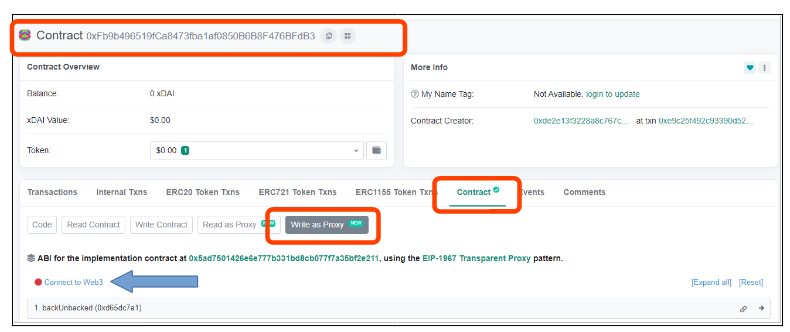 Contract 0xFb9b496519fCa8473fba1af0850B6B8F476BFdB3
Contract Overview
Balance: 0 xDAI
xDAI Value: $0.00
Token: $0.00 1
More Info
My Name Tag: Not Available, login to update
Contract Creator: 0xde2e13f3228a8c767c... at txn 0xe9c25f492c93390d52...
Transactions Internal Txns ERC20 Token Txns ERC721 Token Txns ERC1155 Token Txns Contract Events Comments
Code Read Contract Write Contract Read as Proxy NEW Write as Proxy NEW
ABI for the implementation contract at 0x5ad7501426e6e777b331bd8cb077f7a35bf2e211, using the EIP-1967 Transparent Proxy pattern.
Connect to Web3 [Expand all] [Reset]
1. backUnbacked (0xd65dc7a1)